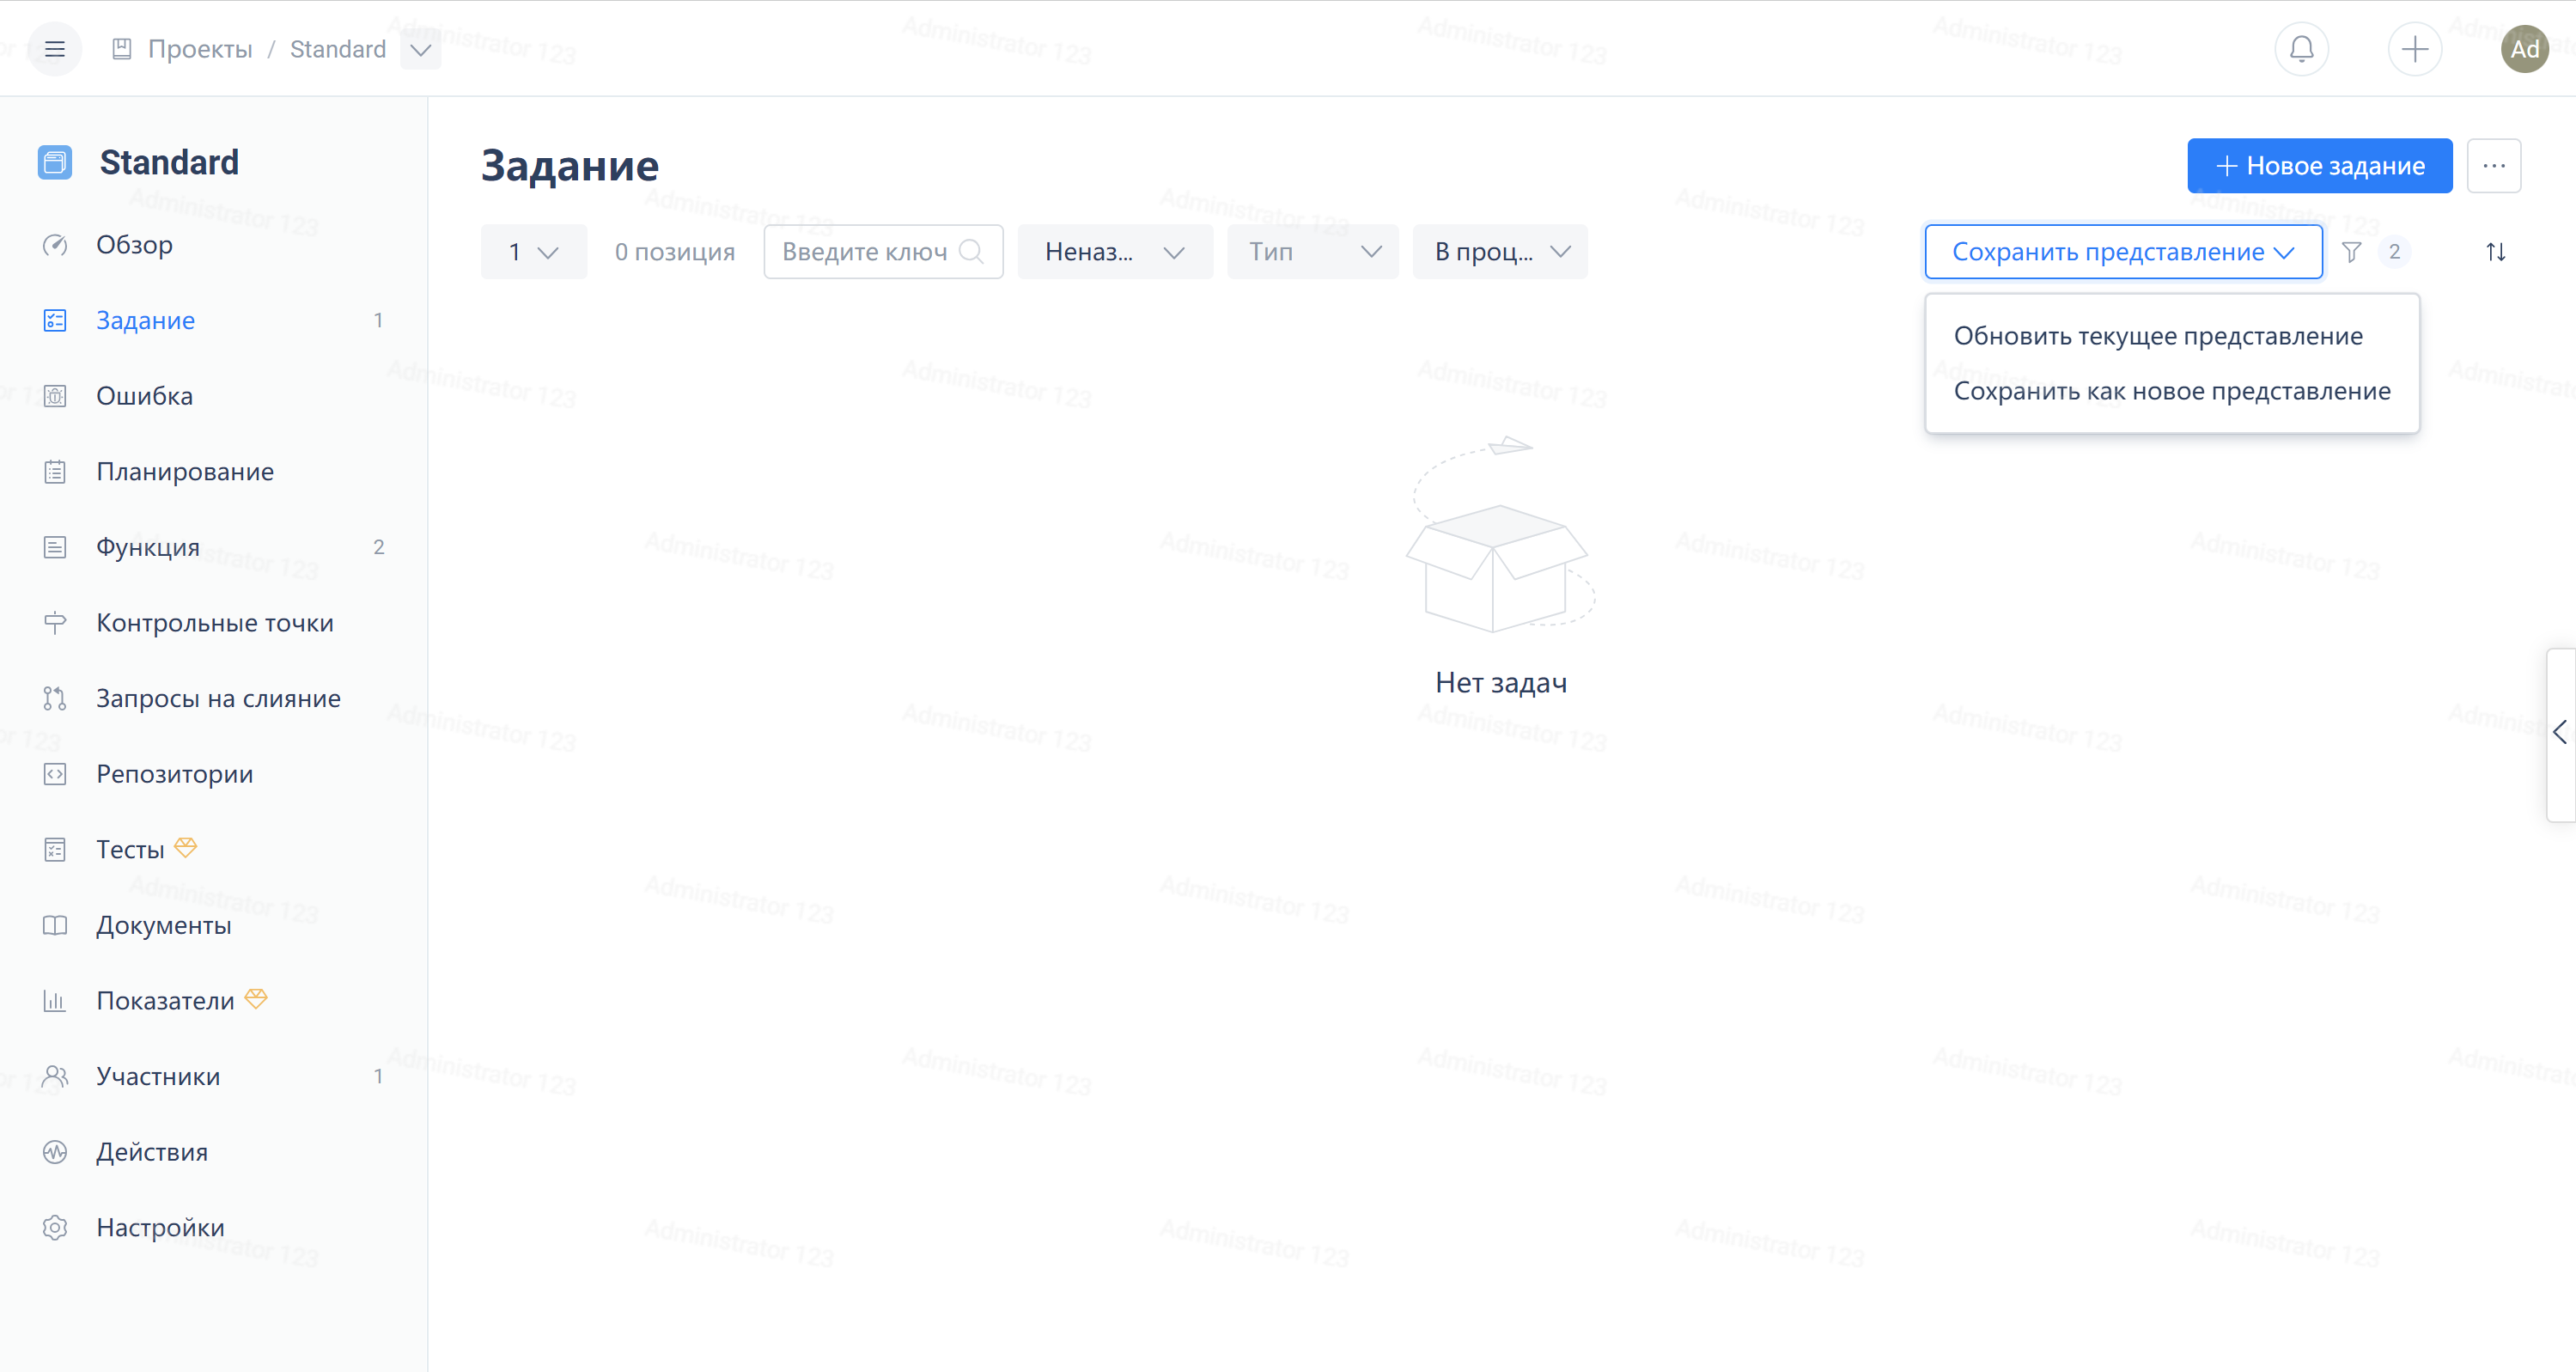 Проекты / Standard
Ad
Standard
Обзор
Задание 1
Ошибка
Планирование
Функция 2
Контрольные точки
Запросы на слияние
Репозитории
Тесты
Документы
Показатели
Участники 1
Действия
Настройки
Задание
Новое задание
1
0 позиция
Введите ключ
Неназ...
Тип
В проц...
Сохранить представление
2
Обновить текущее представление
Сохранить как новое представление
Нет задач
Administrator 123